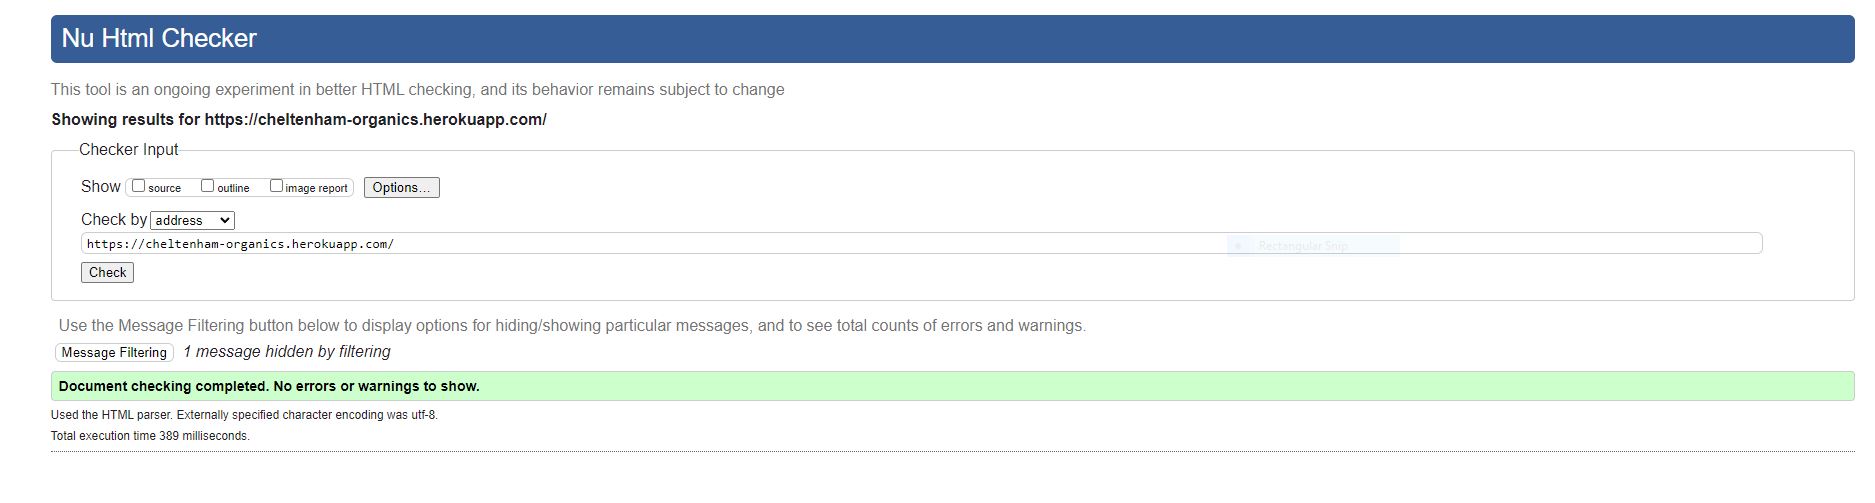 Nu Html Checker
This tool is an ongoing experiment in better HTML checking, and its behavior remains subject to change
Showing results for https://cheltenham-organics.herokuapp.com/
Checker Input
Show source outline image report Options...
Check by address
https://cheltenham-organics.herokuapp.com/
Rectangular Snip
Check
Use the Message Filtering button below to display options for hiding/showing particular messages, and to see total counts of errors and warnings.
Message Filtering 1 message hidden by filtering
Document checking completed. No errors or warnings to show.
Used the HTML parser. Externally specified character encoding was utf-8.
Total execution time 389 milliseconds.